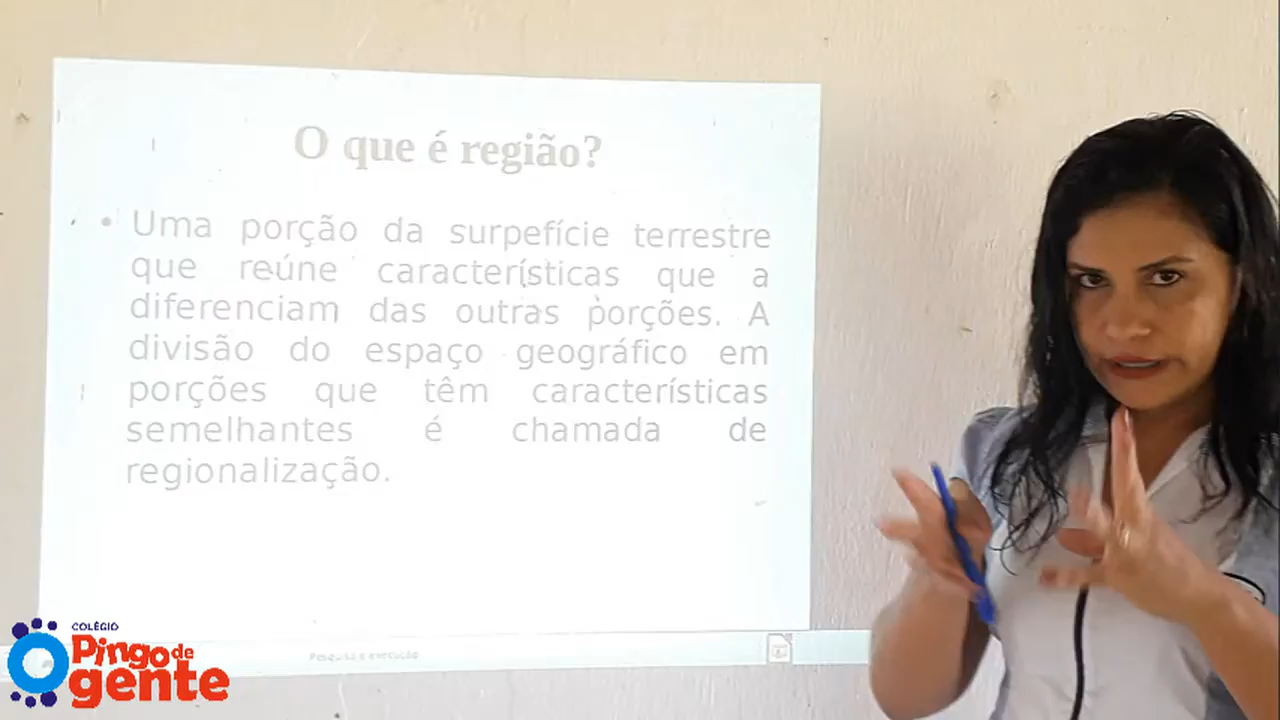 O que é região?
• Uma porção da surpefície terrestre
que reúne características que a
diferenciam das outras porções. A
divisão do espaço geográfico em
porções que têm características
semelhantes é chamada de
regionalização.
Pesquisa e execução
COLÉGIO
Pingo de
gente